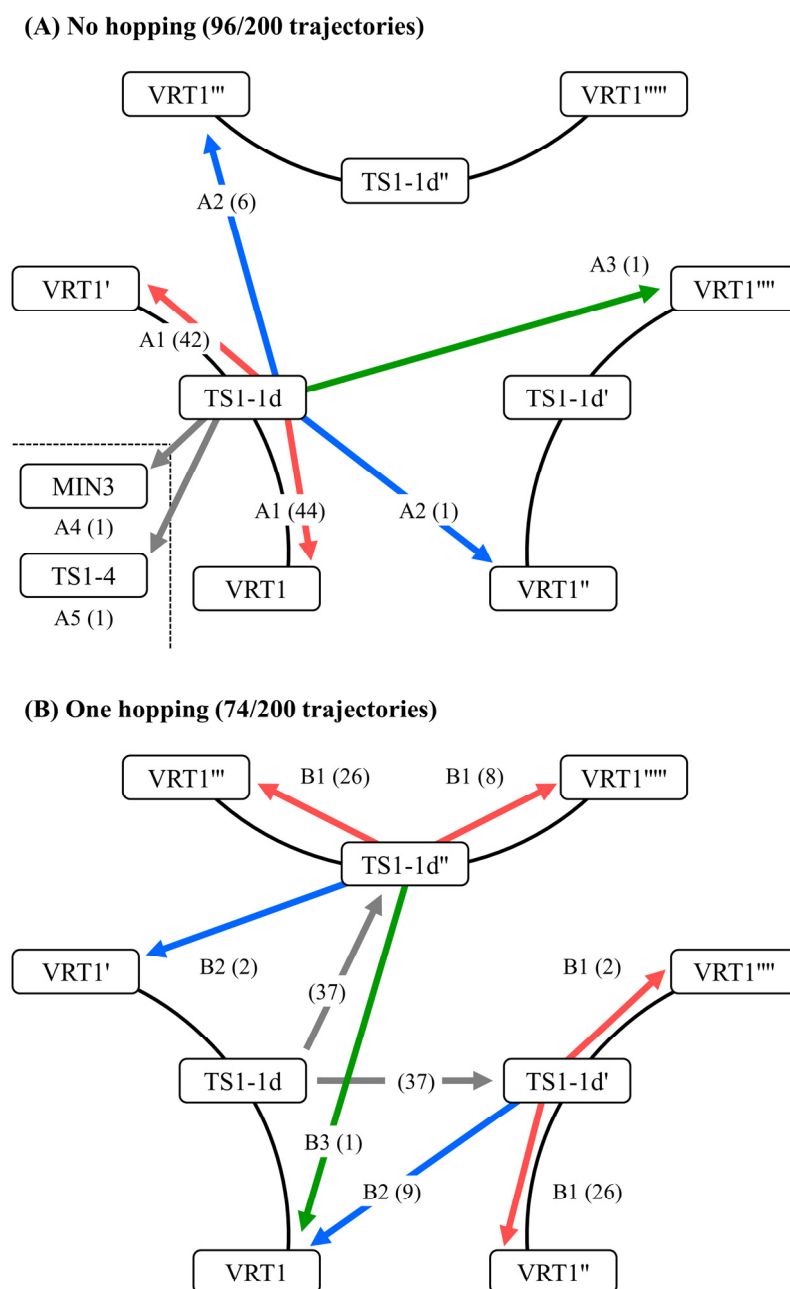 (A) No hopping (96/200 trajectories)
VRT1''' VRT1'''''
TS1-1d''
A2 (6)
A3 (1)
VRT1' VRT1''''
A1 (42)
TS1-1d TS1-1d'
MIN3
A4 (1)
A1 (44) A2 (1)
TS1-4
A5 (1)
VRT1 VRT1''
(B) One hopping (74/200 trajectories)
VRT1''' B1 (26) B1 (8) VRT1'''''
TS1-1d''
VRT1' B2 (2) B1 (2) VRT1''''
(37)
TS1-1d (37) TS1-1d'
B3 (1)
B2 (9) B1 (26)
VRT1 VRT1''